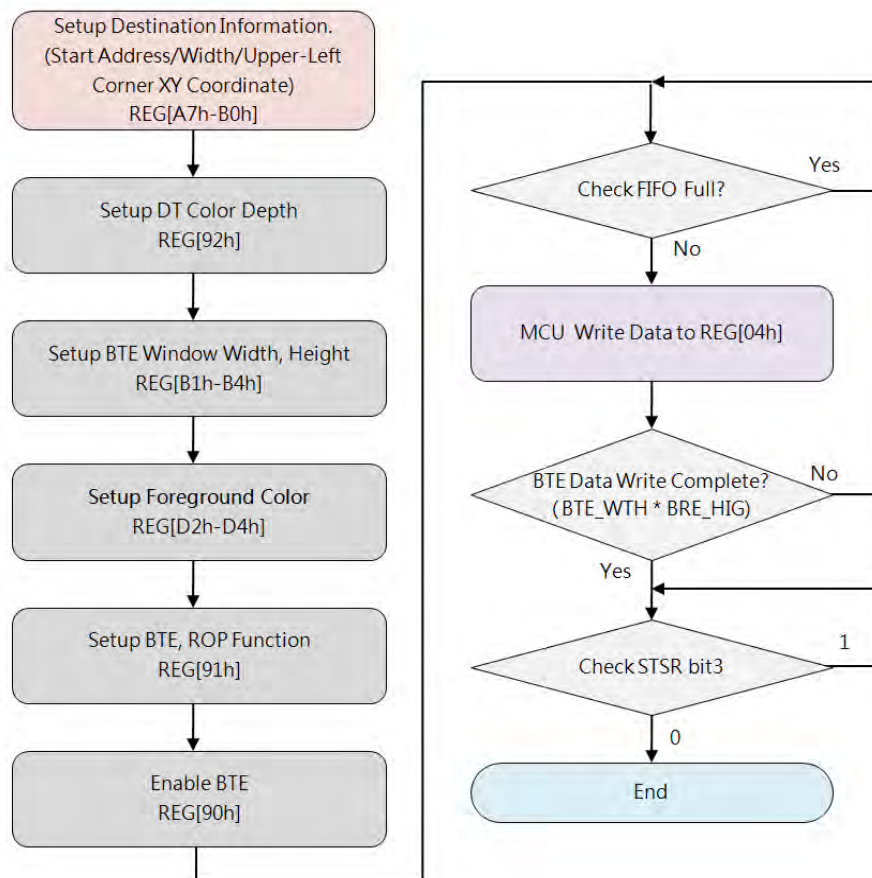 Setup Destination Information.
(Start Address/Width/Upper-Left
Corner XY Coordinate)
REG[A7h-B0h]
Setup DT Color Depth
REG[92h]
Setup BTE Window Width, Height
REG[B1h-B4h]
Setup Foreground Color
REG[D2h-D4h]
Setup BTE, ROP Function
REG[91h]
Enable BTE
REG[90h]
Check FIFO Full?
Yes
No
MCU Write Data to REG[04h]
BTE Data Write Complete?
( BTE_WTH * BRE_HIG)
No
Yes
Check STSR bit3
1
0
End